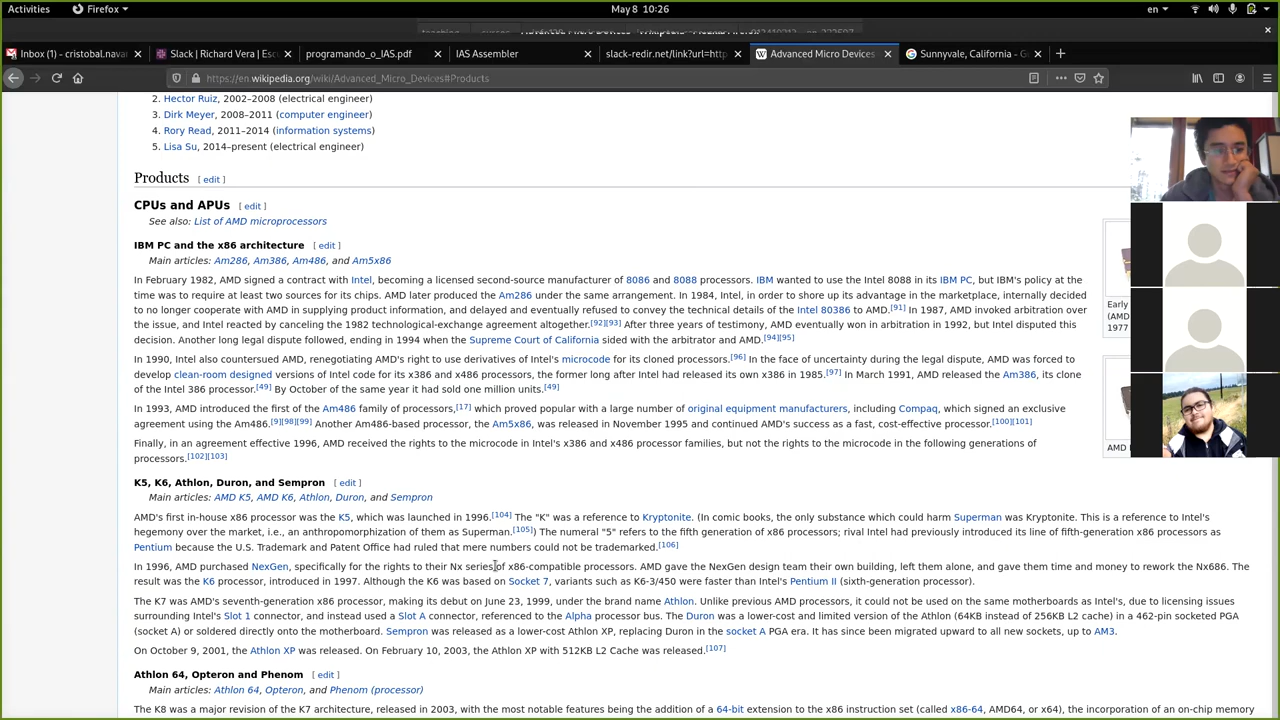 Activities
Firefox
May 8 10:26
en
Inbox - cristobal.nav
Slack | Richard Vera | Esc
programando_o_IAS.pdf
IAS Assembler
slack-redir.net/link?url=http
Advanced Micro Devices
Sunnyvale, California - G
https://en.wikipedia.org/wiki/Advanced_Micro_Devices#Products
2. Hector Ruiz, 2002–2008 (electrical engineer)
3. Dirk Meyer, 2008–2011 (computer engineer)
4. Rory Read, 2011–2014 (information systems)
5. Lisa Su, 2014–present (electrical engineer)
Products [ edit ]
CPUs and APUs [ edit ]
See also: List of AMD microprocessors
IBM PC and the x86 architecture [ edit ]
Main articles: Am286, Am386, Am486, and Am5x86
In February 1982, AMD signed a contract with Intel, becoming a licensed second-source manufacturer of 8086 and 8088 processors. IBM wanted to use the Intel 8088 in its IBM PC, but IBM's policy at the
time was to require at least two sources for its chips. AMD later produced the Am286 under the same arrangement. In 1984, Intel, in order to shore up its advantage in the marketplace, internally decided
to no longer cooperate with AMD in supplying product information, and delayed and eventually refused to convey the technical details of the Intel 80386 to AMD.[91] In 1987, AMD invoked arbitration over
the issue, and Intel reacted by canceling the 1982 technological-exchange agreement altogether.[92][93] After three years of testimony, AMD eventually won in arbitration in 1992, but Intel disputed this
decision. Another long legal dispute followed, ending in 1994 when the Supreme Court of California sided with the arbitrator and AMD.[94][95]
In 1990, Intel also countersued AMD, renegotiating AMD's right to use derivatives of Intel's microcode for its cloned processors.[96] In the face of uncertainty during the legal dispute, AMD was forced to
develop clean-room designed versions of Intel code for its x386 and x486 processors, the former long after Intel had released its own x386 in 1985.[97] In March 1991, AMD released the Am386, its clone
of the Intel 386 processor.[49] By October of the same year it had sold one million units.[49]
In 1993, AMD introduced the first of the Am486 family of processors,[17] which proved popular with a large number of original equipment manufacturers, including Compaq, which signed an exclusive
agreement using the Am486.[9][98][99] Another Am486-based processor, the Am5x86, was released in November 1995 and continued AMD's success as a fast, cost-effective processor.[100][101]
Finally, in an agreement effective 1996, AMD received the rights to the microcode in Intel's x386 and x486 processor families, but not the rights to the microcode in the following generations of
processors.[102][103]
Early
(AMD
1977
AMD
K5, K6, Athlon, Duron, and Sempron [ edit ]
Main articles: AMD K5, AMD K6, Athlon, Duron, and Sempron
AMD's first in-house x86 processor was the K5, which was launched in 1996.[104] The "K" was a reference to Kryptonite. (In comic books, the only substance which could harm Superman was Kryptonite. This is a reference to Intel's
hegemony over the market, i.e., an anthropomorphization of them as Superman.[105]) The numeral "5" refers to the fifth generation of x86 processors; rival Intel had previously introduced its line of fifth-generation x86 processors as
Pentium because the U.S. Trademark and Patent Office had ruled that mere numbers could not be trademarked.[106]
In 1996, AMD purchased NexGen, specifically for the rights to their Nx series of x86-compatible processors. AMD gave the NexGen design team their own building, left them alone, and gave them time and money to rework the Nx686. The
result was the K6 processor, introduced in 1997. Although the K6 was based on Socket 7, variants such as K6-3/450 were faster than Intel's Pentium II (sixth-generation processor).
The K7 was AMD's seventh-generation x86 processor, making its debut on June 23, 1999, under the brand name Athlon. Unlike previous AMD processors, it could not be used on the same motherboards as Intel's, due to licensing issues
surrounding Intel's Slot 1 connector, and instead used a Slot A connector, referenced to the Alpha processor bus. The Duron was a lower-cost and limited version of the Athlon (64KB instead of 256KB L2 cache) in a 462-pin socketed PGA
(socket A) or soldered directly onto the motherboard. Sempron was released as a lower-cost Athlon XP, replacing Duron in the socket A PGA era. It has since been migrated upward to all new sockets, up to AM3.
On October 9, 2001, the Athlon XP was released. On February 10, 2003, the Athlon XP with 512KB L2 Cache was released.[107]
Athlon 64, Opteron and Phenom [ edit ]
Main articles: Athlon 64, Opteron, and Phenom (processor)
The K8 was a major revision of the K7 architecture, released in 2003, with the most notable features being the addition of a 64-bit extension to the x86 instruction set (called x86-64, AMD64, or x64), the incorporation of an on-chip memory